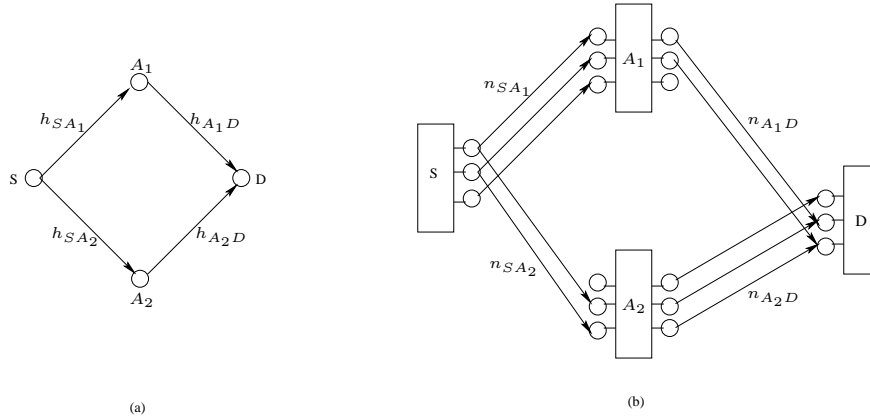 A1
hSA1
hA1D
S
D
hSA2
hA2D
A2
(a)
A1
nSA1
nA1D
S
D
nSA2
A2
nA2D
(b)